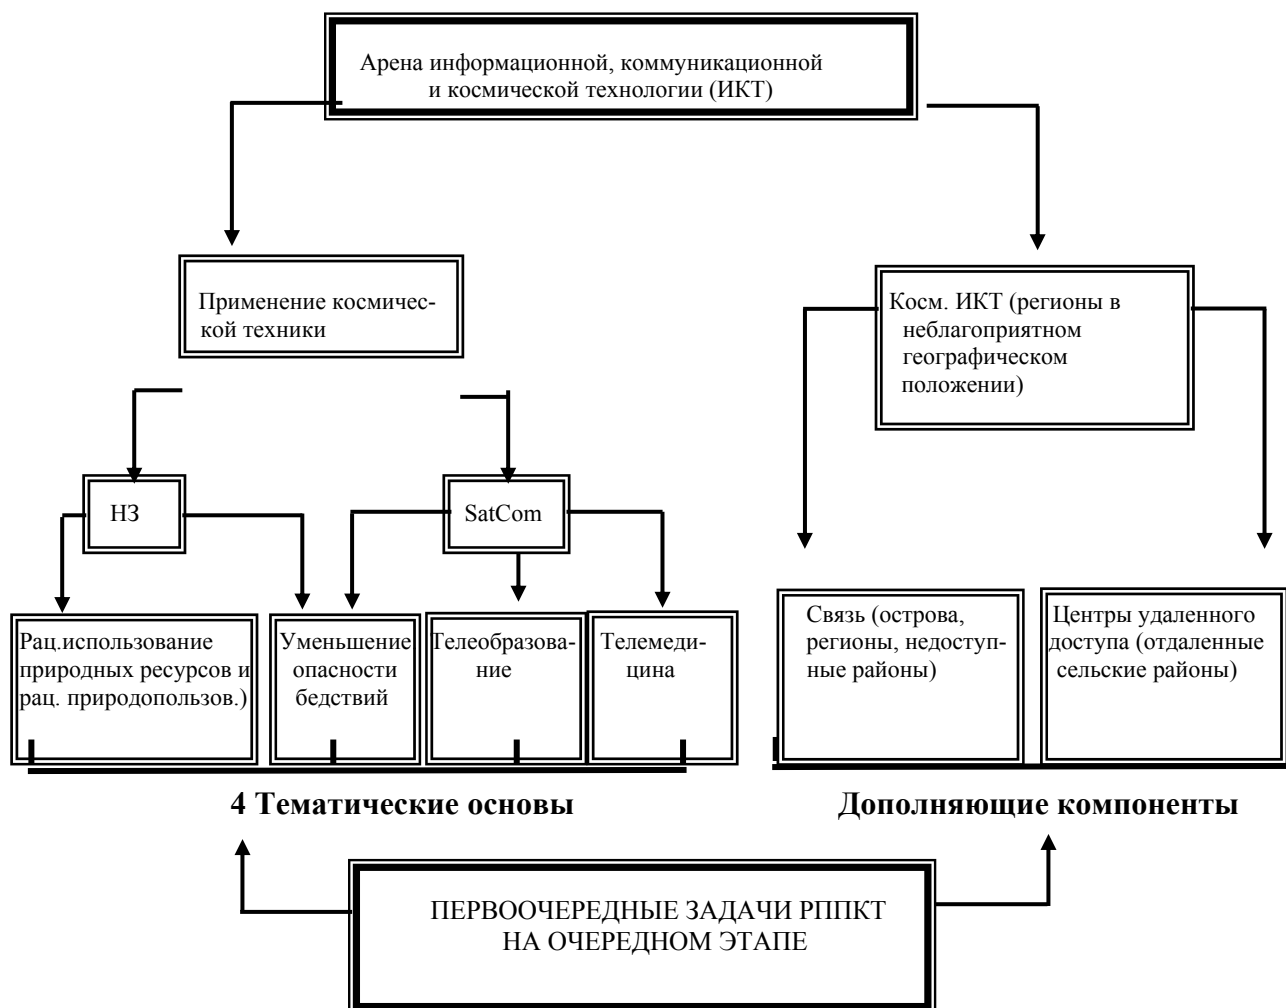 Арена информационной, коммуникационной
и космической технологии (ИКТ)
Применение космичес-
кой техники
Косм. ИКТ (регионы в
неблагоприятном
географическом
положении)
НЗ
SatCom
Рац.использование
природных ресурсов и
рац. природопользов.)
Уменьшение
опасности
бедствий
Телеобразова-
ние
Телемеди-
цина
Связь (острова,
регионы, недоступ-
ные районы)
Центры удаленного
доступа (отдаленные
сельские районы)
4 Тематические основы
Дополняющие компоненты
ПЕРВООЧЕРЕДНЫЕ ЗАДАЧИ РППКТ
НА ОЧЕРЕДНОМ ЭТАПЕ